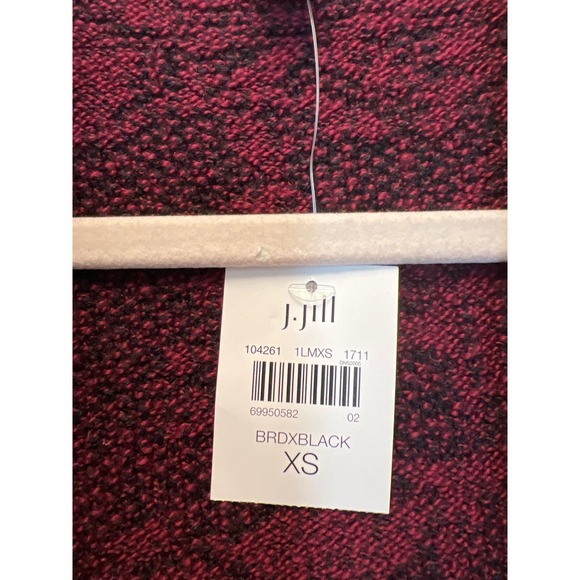 j.jill
104261 1LMXS 1711
69950582 02
BRDXBLACK
XS